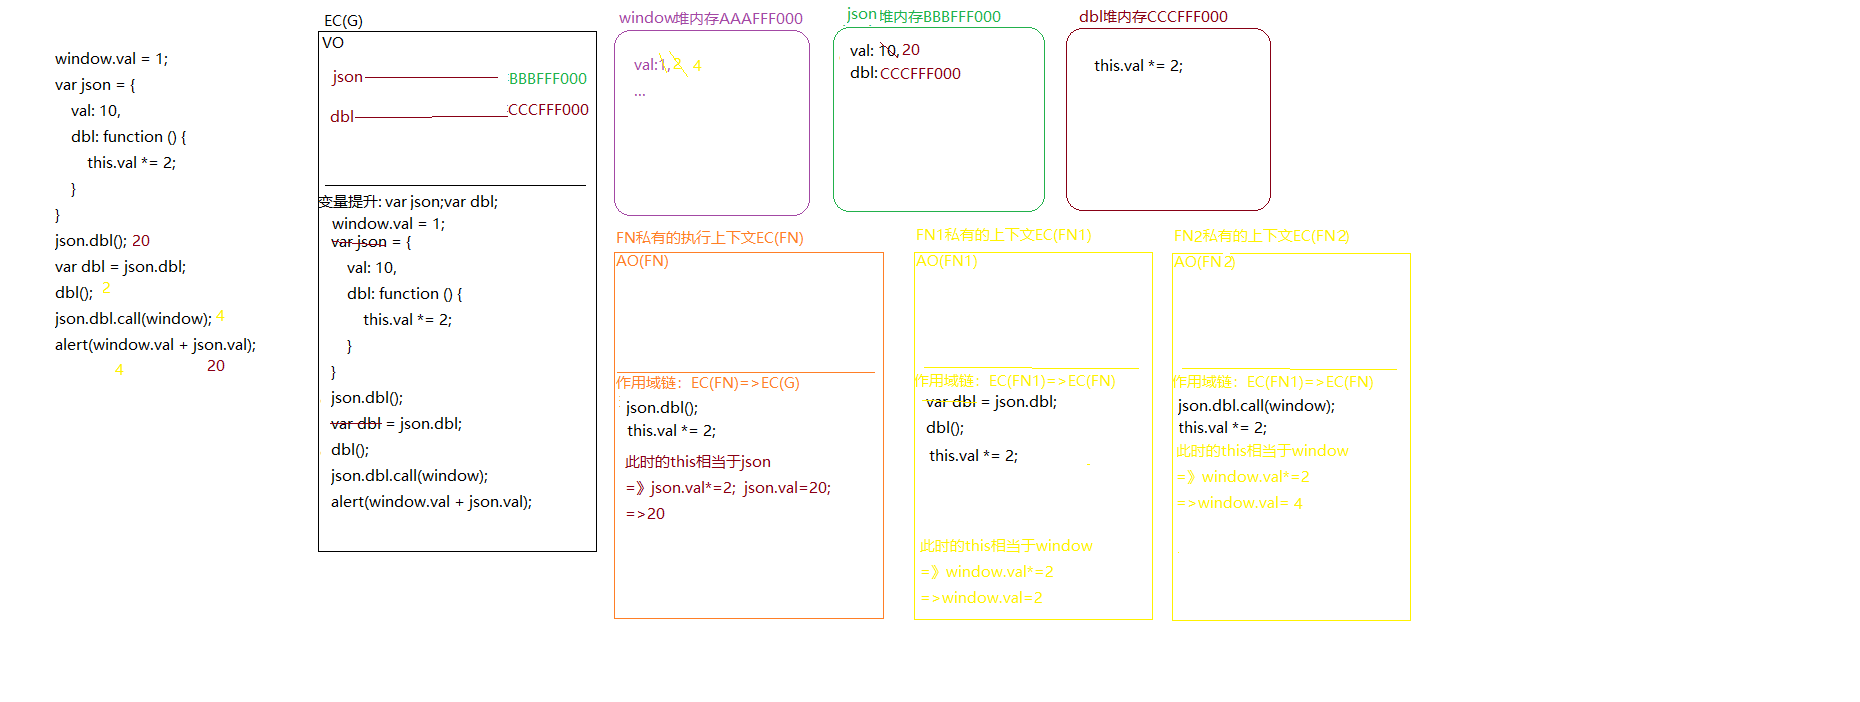 window.val = 1;
var json = {
val: 10,
dbl: function () {
this.val *= 2;
}
}
json.dbl(); 20
var dbl = json.dbl;
dbl(); 2
json.dbl.call(window); 4
alert(window.val + json.val);
4 20
EC(G)
VO
json BBBFFF000
dbl CCCFFF000
变量提升: var json;var dbl;
window.val = 1;
var json = {
val: 10,
dbl: function () {
this.val *= 2;
}
}
json.dbl();
var dbl = json.dbl;
dbl();
json.dbl.call(window);
alert(window.val + json.val);
window堆内存AAAFFF000
val:1, 2 4
...
json 堆内存BBBFFF000
val: 10, 20
dbl: CCCFFF000
dbl堆内存CCCFFF000
this.val *= 2;
FN私有的执行上下文EC(FN)
AO(FN)
作用域链：EC(FN)=>EC(G)
json.dbl();
this.val *= 2;
此时的this相当于json
=》json.val*=2; json.val=20;
=>20
FN1私有的上下文EC(FN1)
AO(FN1)
作用域链：EC(FN1)=>EC(FN)
var dbl = json.dbl;
dbl();
this.val *= 2;
此时的this相当于window
=》window.val*=2
=>window.val=2
FN2私有的上下文EC(FN2)
AO(FN2)
作用域链：EC(FN1)=>EC(FN)
json.dbl.call(window);
this.val *= 2;
此时的this相当于window
=》window.val*=2
=>window.val= 4